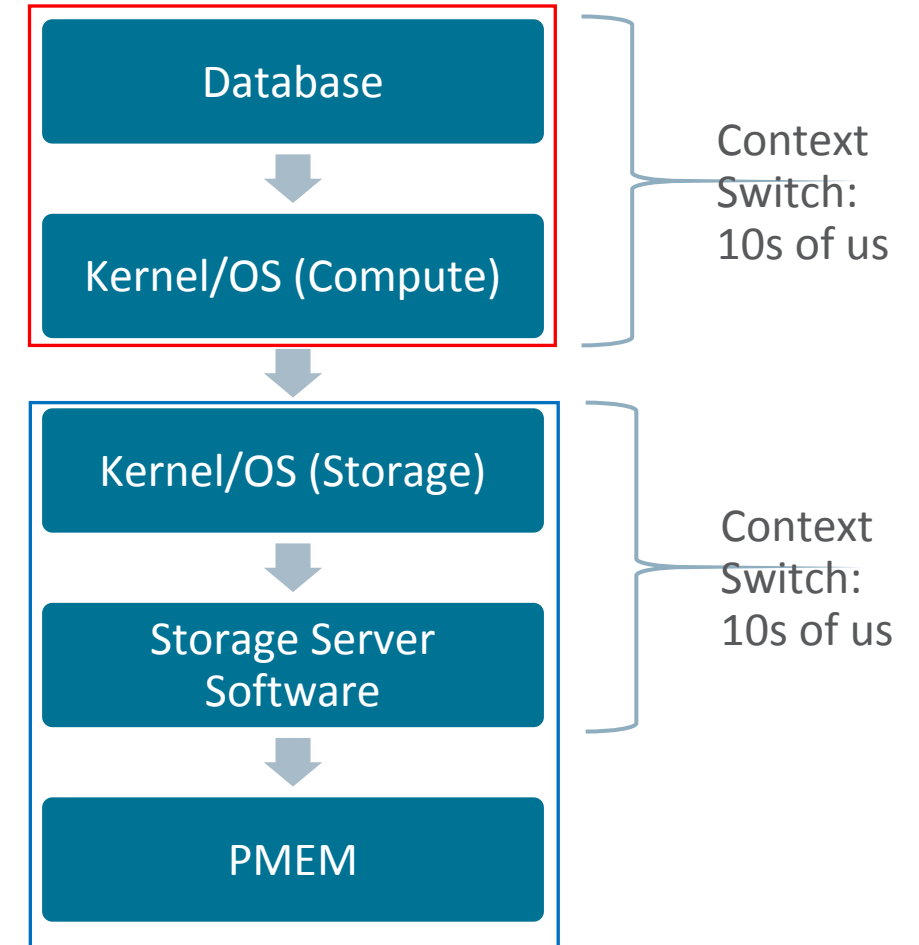 Database
Kernel/OS (Compute)
Context
Switch:
10s of us
Kernel/OS (Storage)
Storage Server
Software
Context
Switch:
10s of us
PMEM